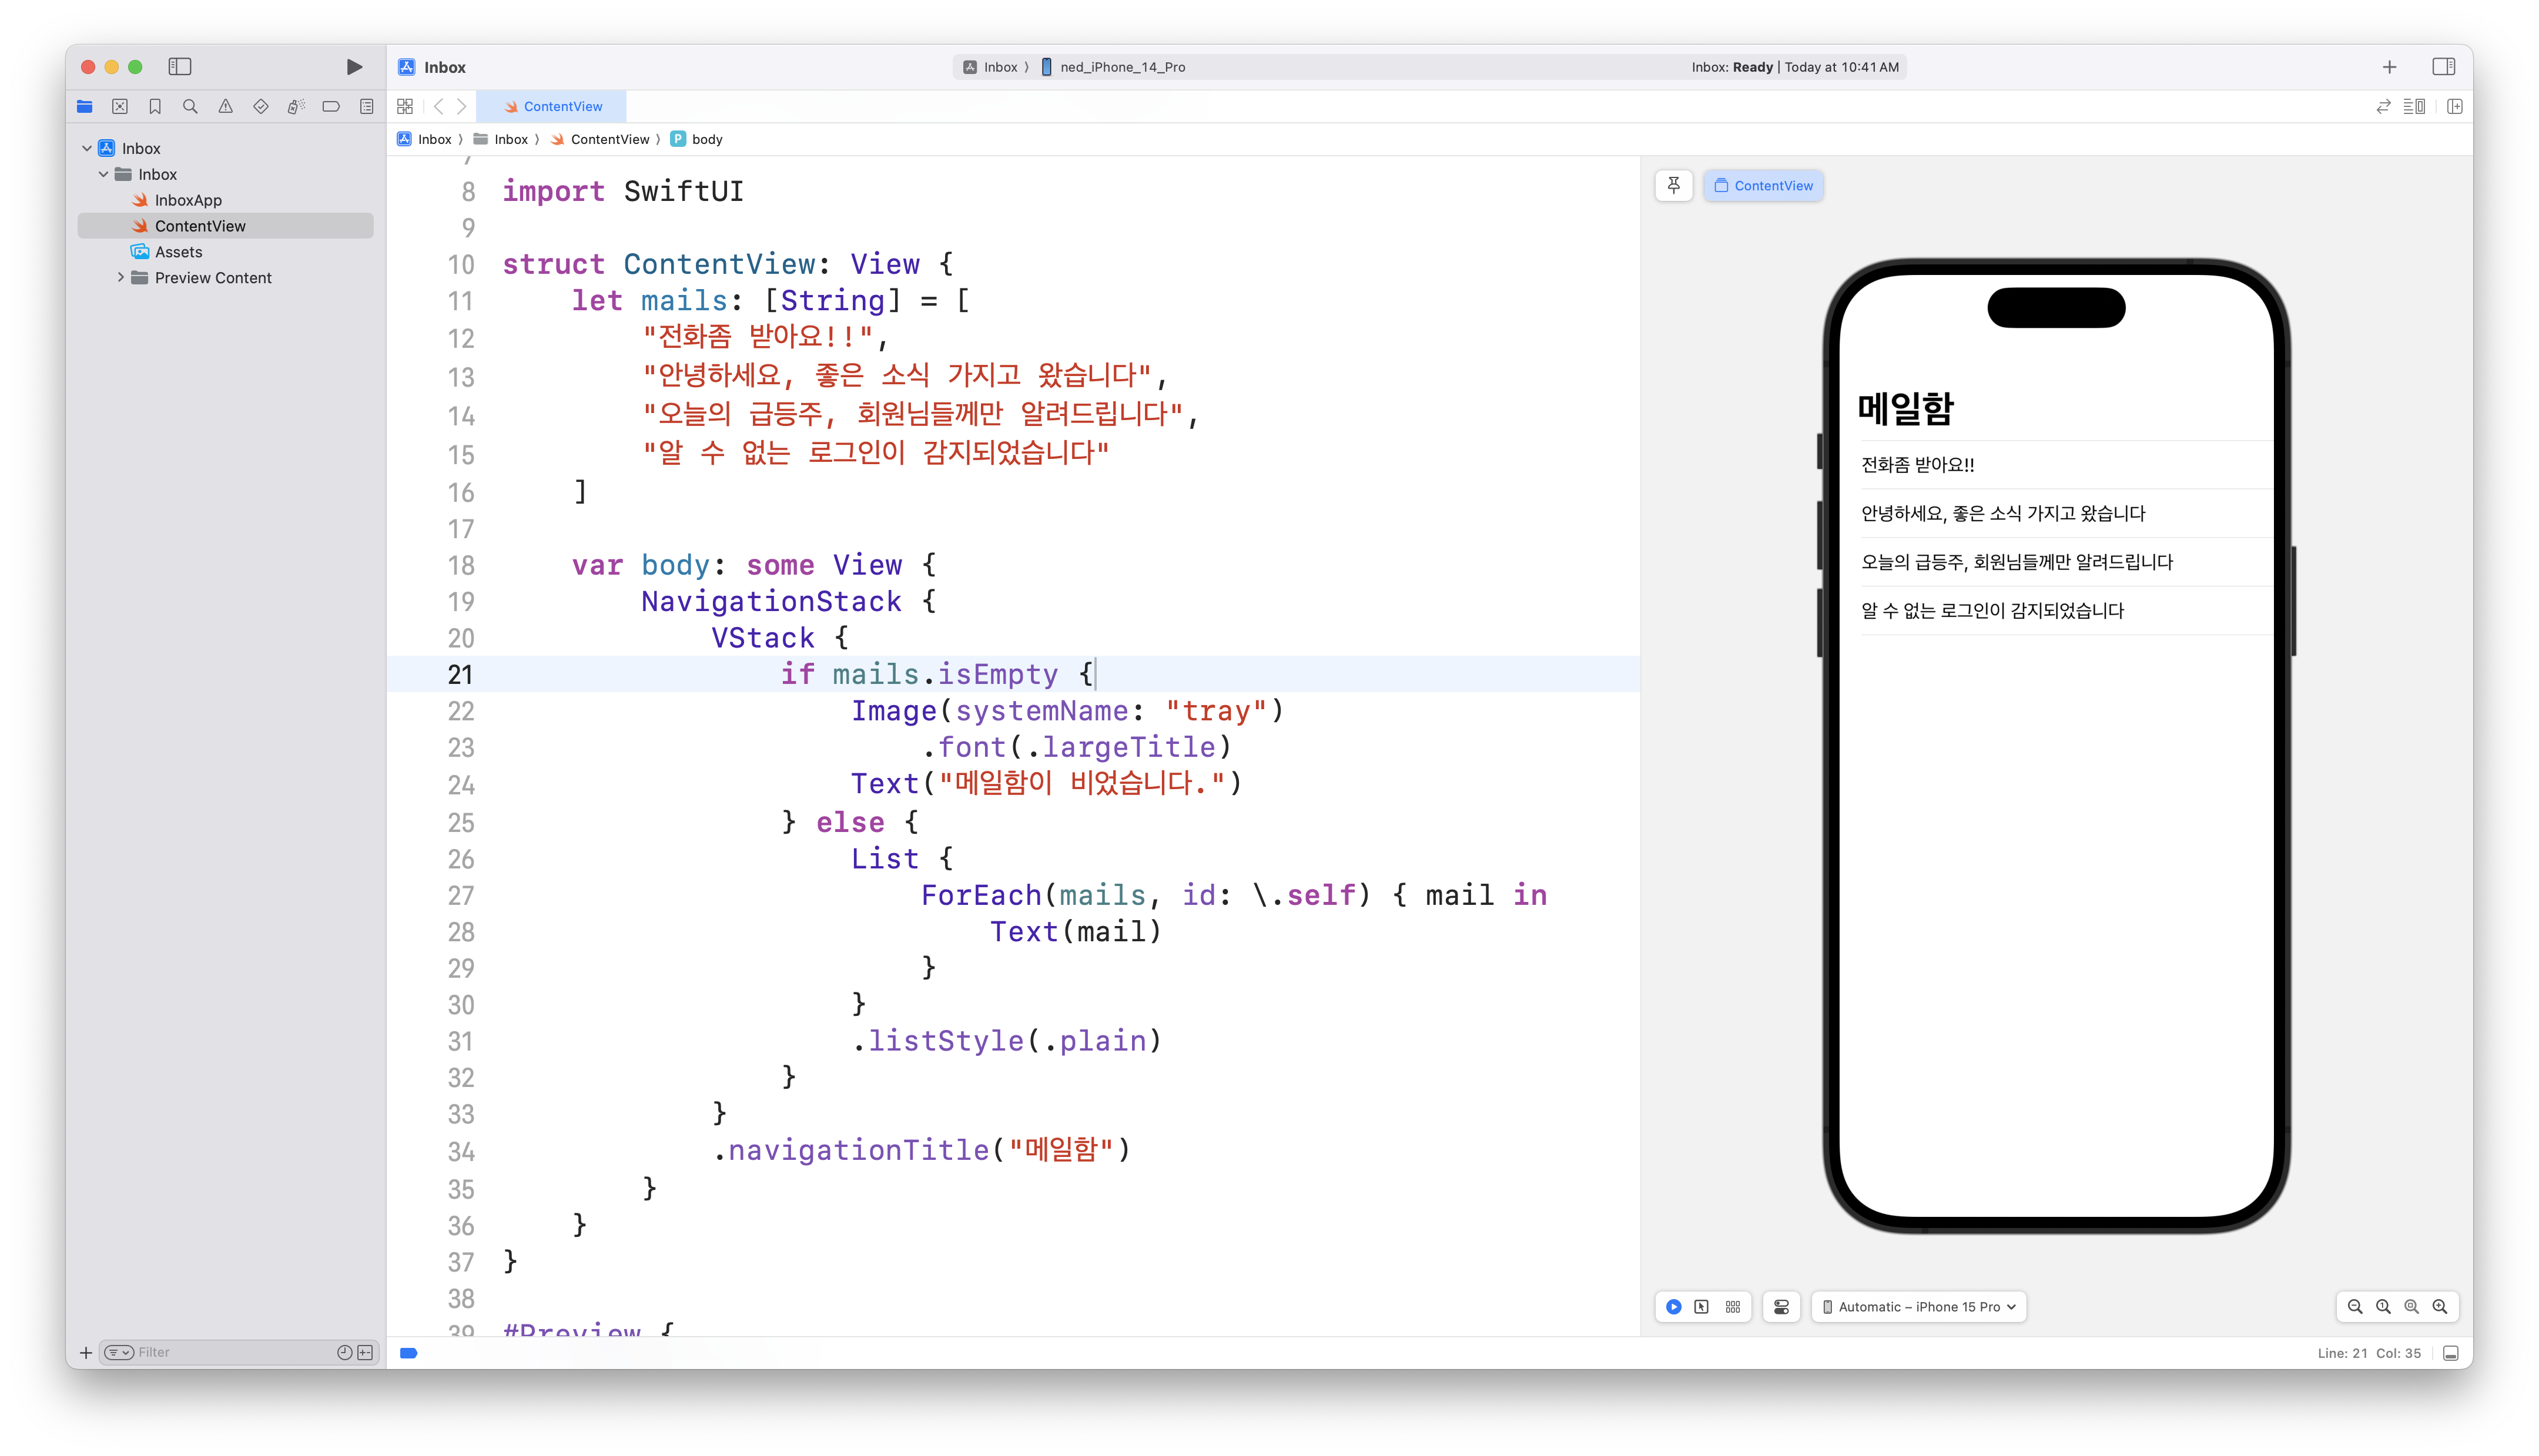 Inbox
Inbox ⟩ ned_iPhone_14_Pro
Inbox: Ready | Today at 10:41 AM
ContentView
Inbox ⟩ Inbox ⟩ ContentView ⟩ P body
Inbox
Inbox
InboxApp
ContentView
Assets
Preview Content
Filter
7
8 import SwiftUI
9
10 struct ContentView: View {
11 let mails: [String] = [
12 "전화좀 받아요!!",
13 "안녕하세요, 좋은 소식 가지고 왔습니다",
14 "오늘의 급등주, 회원님들께만 알려드립니다",
15 "알 수 없는 로그인이 감지되었습니다"
16 ]
17
18 var body: some View {
19 NavigationStack {
20 VStack {
21 if mails.isEmpty {
22 Image(systemName: "tray")
23 .font(.largeTitle)
24 Text("메일함이 비었습니다.")
25 } else {
26 List {
27 ForEach(mails, id: \.self) { mail in
28 Text(mail)
29 }
30 }
31 .listStyle(.plain)
32 }
33 }
34 .navigationTitle("메일함")
35 }
36 }
37 }
38
39 #Preview {
ContentView
메일함
전화좀 받아요!!
안녕하세요, 좋은 소식 가지고 왔습니다
오늘의 급등주, 회원님들께만 알려드립니다
알 수 없는 로그인이 감지되었습니다
Automatic – iPhone 15 Pro
Line: 21 Col: 35